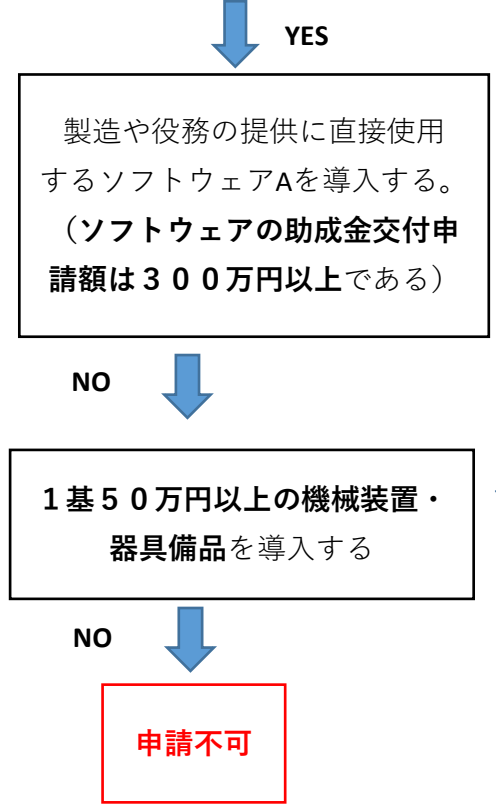 YES
製造や役務の提供に直接使用
するソフトウェアAを導入する。
（ソフトウェアの助成金交付申
請額は３００万円以上である）
NO
１基５０万円以上の機械装置・
器具備品を導入する
NO
申請不可